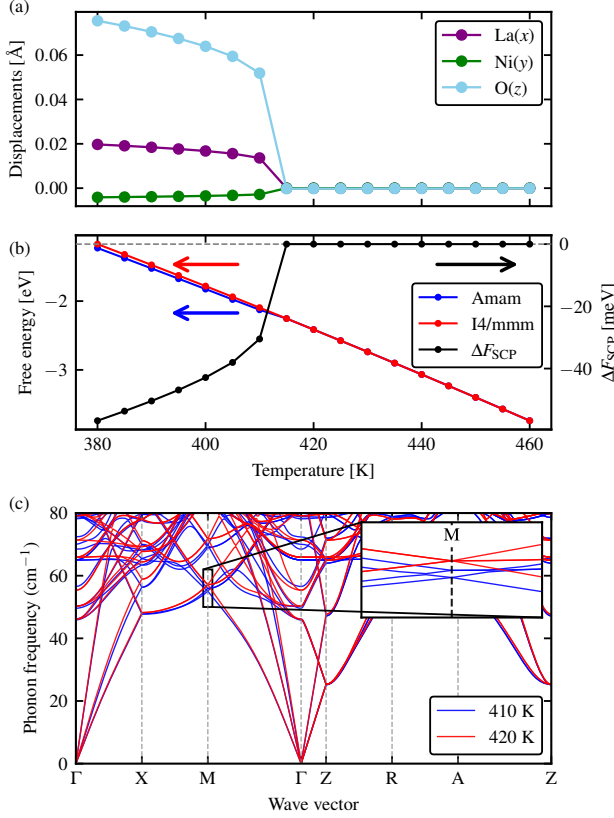 (a)
Displacements [Å]
0.06
0.04
0.02
0.00
La(x)
Ni(y)
O(z)
(b)
Free energy [eV]
−2
−3
0
−20
−40
ΔF_SCP [meV]
Amam
I4/mmm
ΔF_SCP
380 400 420 440 460
Temperature [K]
(c)
Phonon frequency (cm⁻¹)
80
60
40
20
0
M
410 K
420 K
Γ X M Γ Z R A Z
Wave vector